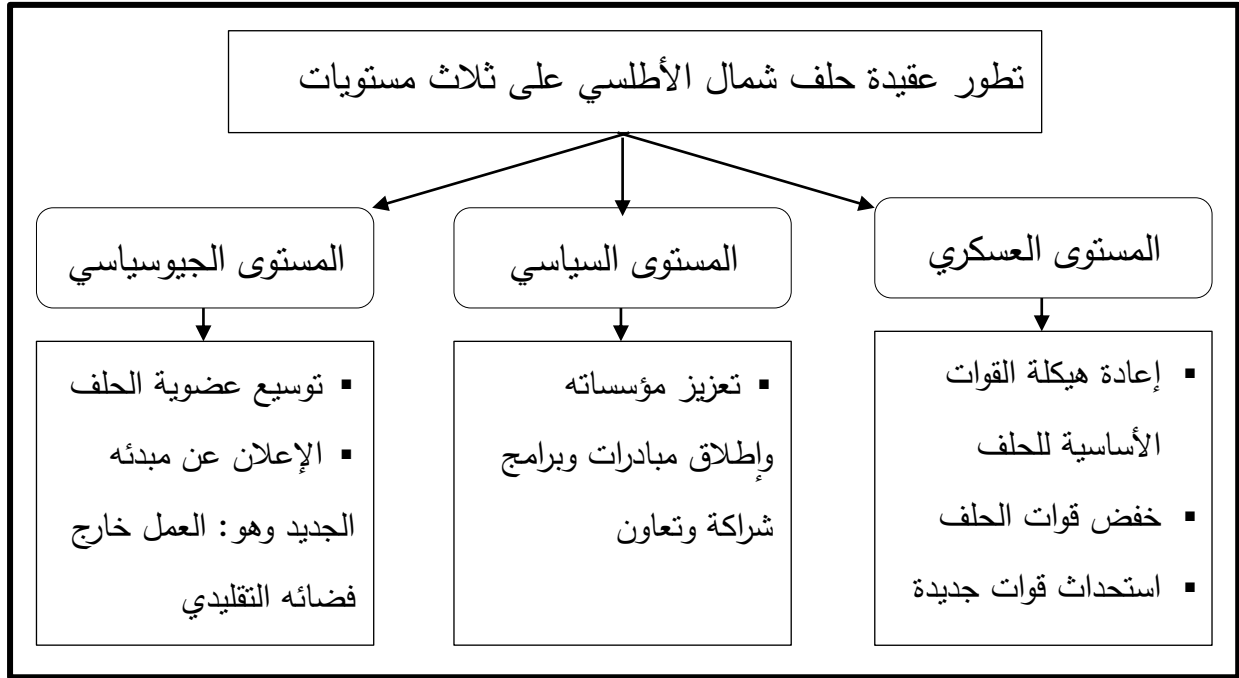 تطور عقيدة حلف شمال الأطلسي على ثلاث مستويات
المستوى العسكري
▪ إعادة هيكلة القوات
الأساسية للحلف
▪ خفض قوات الحلف
▪ استحداث قوات جديدة
المستوى السياسي
▪ تعزيز مؤسساته
وإطلاق مبادرات وبرامج
شراكة وتعاون
المستوى الجيوسياسي
▪ توسيع عضوية الحلف
▪ الإعلان عن مبدئه
الجديد وهو: العمل خارج
فضائه التقليدي